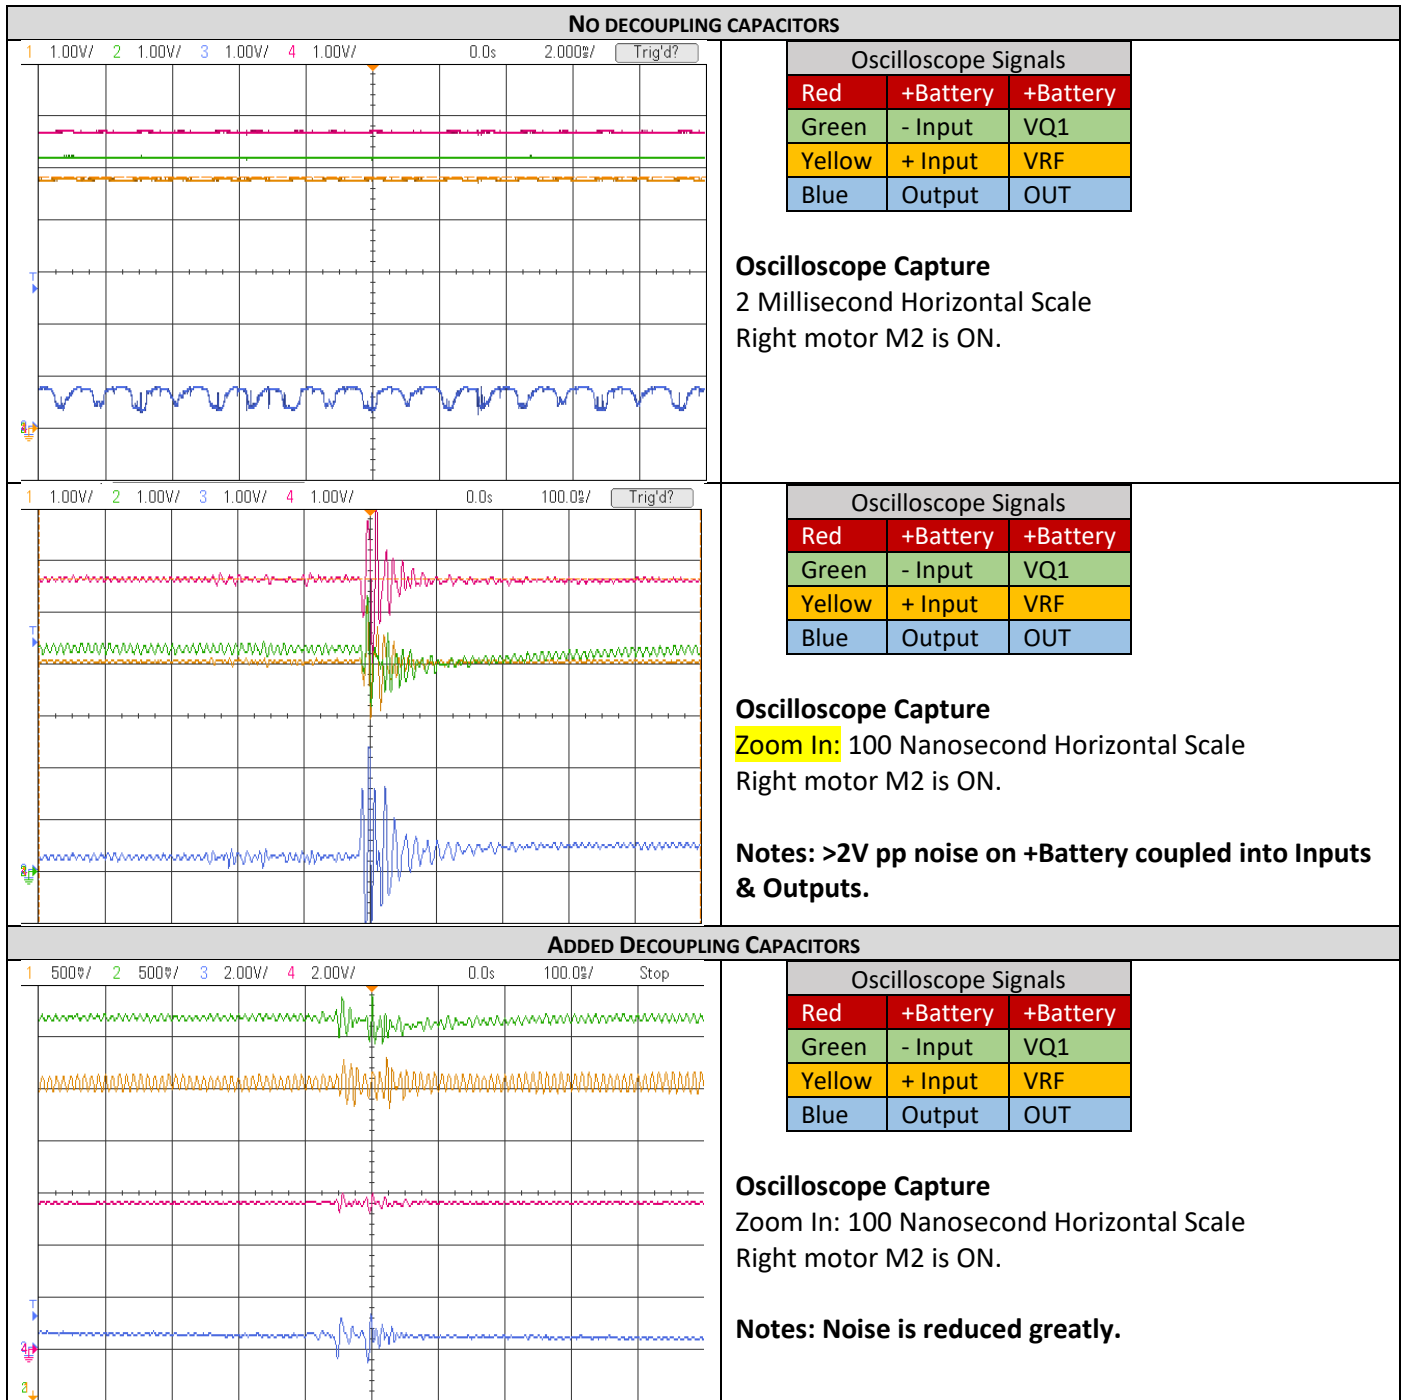 NO DECOUPLING CAPACITORS
1 1.00V/ 2 1.00V/ 3 1.00V/ 4 1.00V/ 0.0s 2.000ms/ Trig'd?
Oscilloscope Signals
Red +Battery +Battery
Green - Input VQ1
Yellow + Input VRF
Blue Output OUT
T
Oscilloscope Capture
2 Millisecond Horizontal Scale
Right motor M2 is ON.
1 1.00V/ 2 1.00V/ 3 1.00V/ 4 1.00V/ 0.0s 100.0ns/ Trig'd?
Oscilloscope Signals
Red +Battery +Battery
Green - Input VQ1
Yellow + Input VRF
Blue Output OUT
T
Oscilloscope Capture
Zoom In: 100 Nanosecond Horizontal Scale
Right motor M2 is ON.
Notes: >2V pp noise on +Battery coupled into Inputs
& Outputs.
ADDED DECOUPLING CAPACITORS
1 500mV/ 2 500mV/ 3 2.00V/ 4 2.00V/ 0.0s 100.0ns/ Stop
Oscilloscope Signals
Red +Battery +Battery
Green - Input VQ1
Yellow + Input VRF
Blue Output OUT
Oscilloscope Capture
Zoom In: 100 Nanosecond Horizontal Scale
Right motor M2 is ON.
T
Notes: Noise is reduced greatly.